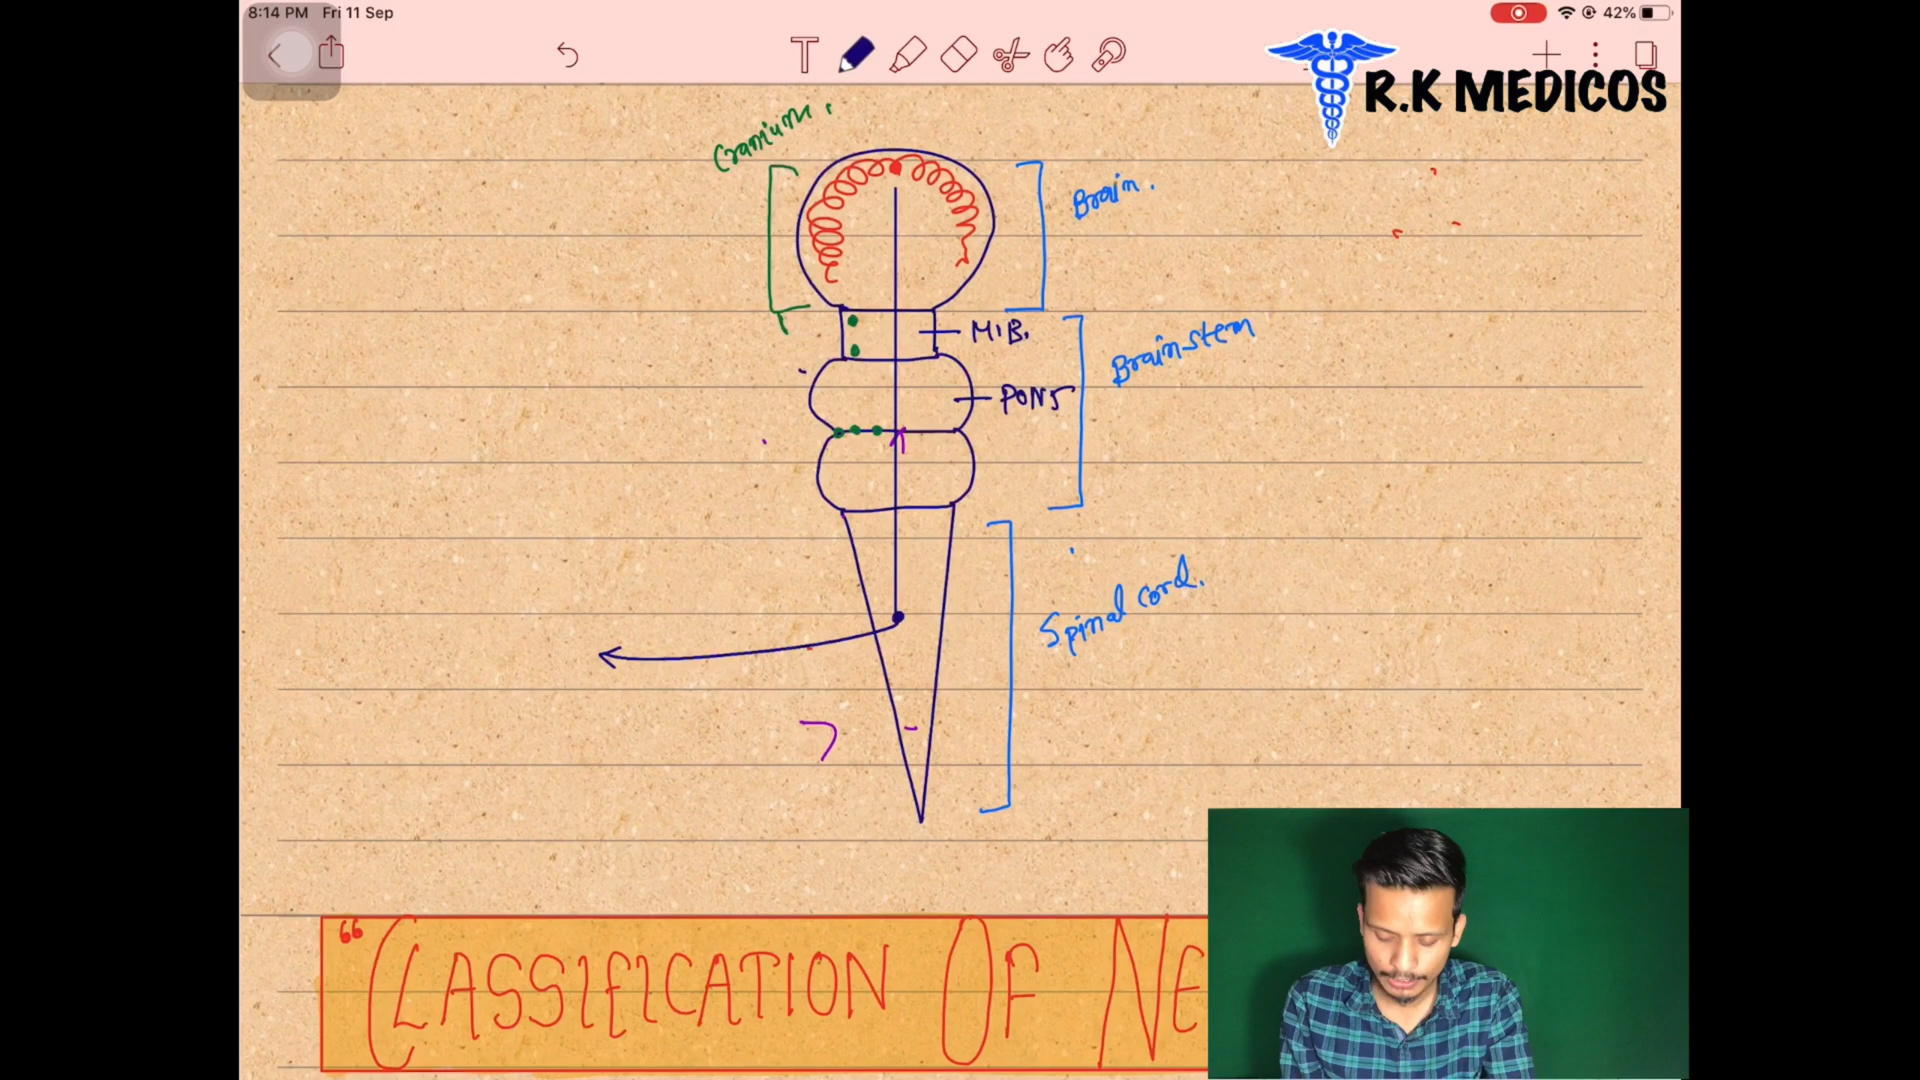 8:14 PM Fri 11 Sep
42%
T
R.K MEDICOS
Cranium.
Brain.
M.B.
Brainstem
PONS
Spinal cord.
“CLASSIFICATION OF NE